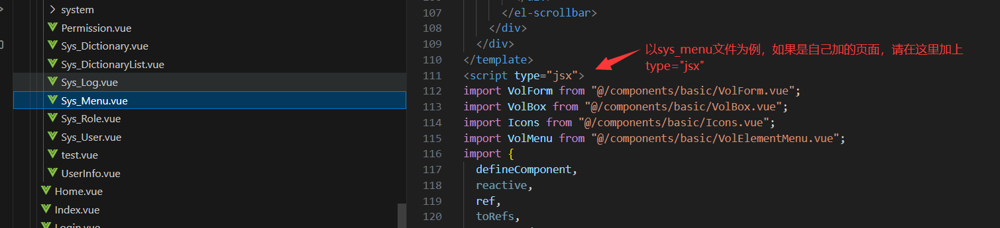 system
Permission.vue
Sys_Dictionary.vue
Sys_DictionaryList.vue
Sys_Log.vue
Sys_Menu.vue
Sys_Role.vue
Sys_User.vue
test.vue
UserInfo.vue
Home.vue
Index.vue
Login.vue
107 </el-scrollbar>
108 </div>
109 </div>
110 </template>
111 <script type="jsx">
112 import VolForm from "@/components/basic/VolForm.vue";
113 import VolBox from "@/components/basic/VolBox.vue";
114 import Icons from "@/components/basic/Icons.vue";
115 import VolMenu from "@/components/basic/VolElementMenu.vue";
116 import {
117 defineComponent,
118 reactive,
119 ref,
120 toRefs,
以sys_menu文件为例，如果是自己加的页面，请在这里加上
type="jsx"